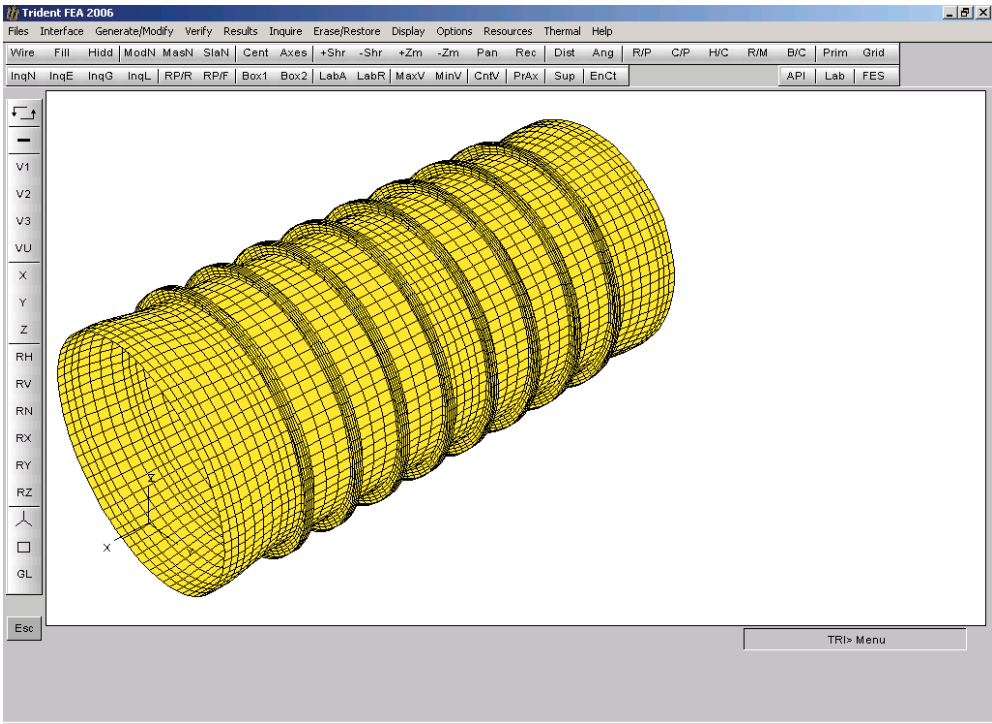 Trident FEA 2006
Files Interface Generate/Modify Verify Results Inquire Erase/Restore Display Options Resources Thermal Help
Wire Fill Hidd ModN MasN SlaN Cent Axes +Shr -Shr +Zm -Zm Pan Rec Dist Ang R/P C/P H/C R/M B/C Prim Grid
InqN InqE InqG InqL RP/R RP/F Box1 Box2 LabA LabR MaxV MinV CntV PrAx Sup EnCt API Lab FES
V1
V2
V3
VU
X
Y
Z
RH
RV
RN
RX
RY
RZ
GL
Esc
Z
X
Y
TRI> Menu